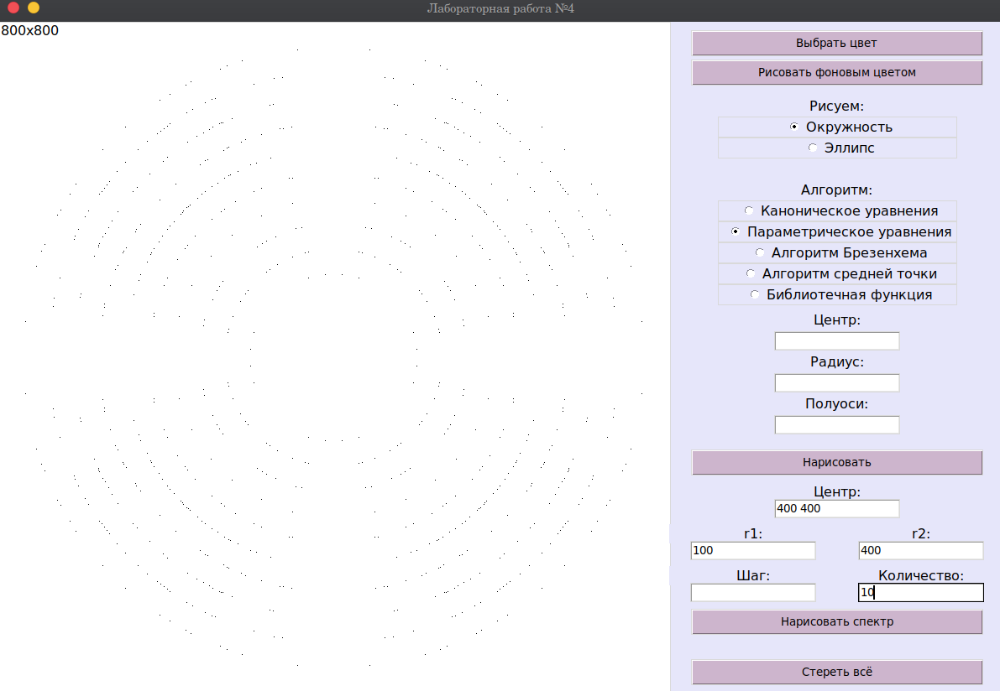 Лабораторная работа №4
800x800
Выбрать цвет
Рисовать фоновым цветом
Рисуем:
Окружность
Эллипс
Алгоритм:
Каноническое уравнения
Параметрическое уравнения
Алгоритм Брезенхема
Алгоритм средней точки
Библиотечная функция
Центр:
Радиус:
Полуоси:
Нарисовать
Центр:
400 400
r1: r2:
100 400
Шаг: Количество:
10
Нарисовать спектр
Стереть всё